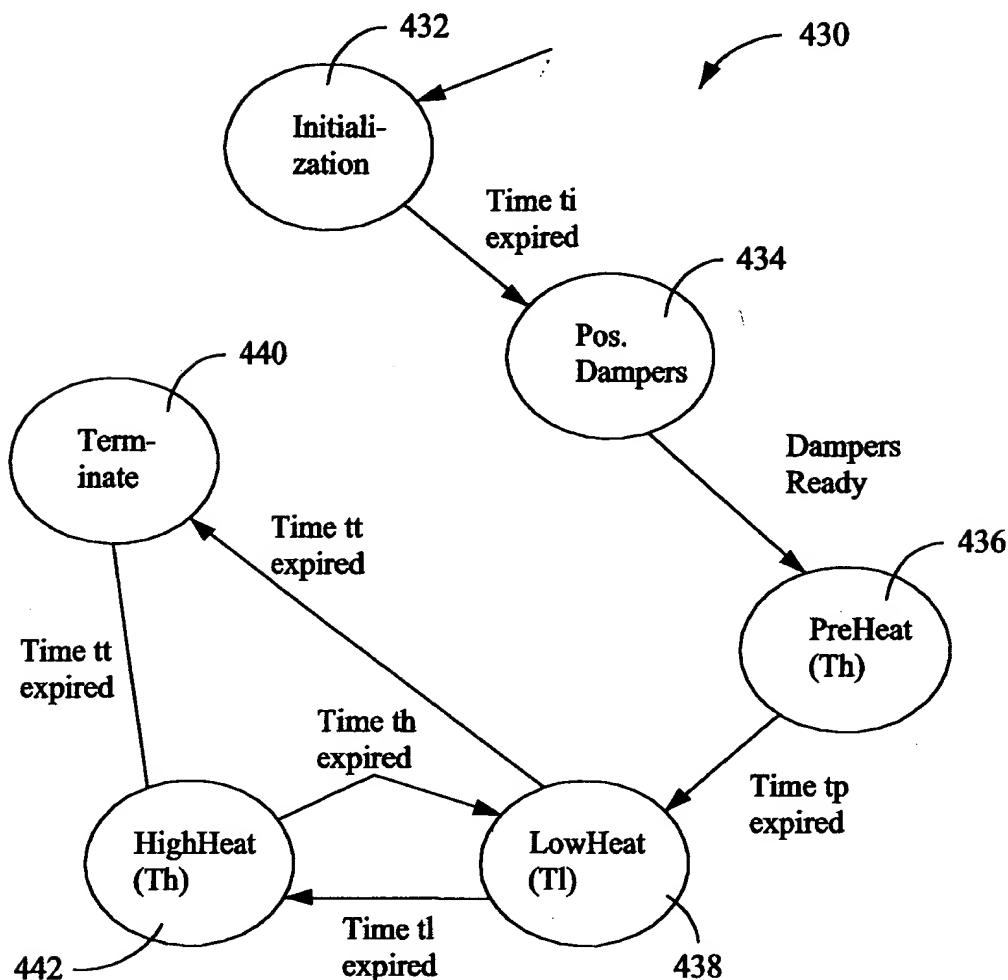 432
430
Initiali-
zation
Time ti
expired
434
Pos.
Dampers
440
Term-
inate
Dampers
Ready
Time tt
expired
436
PreHeat
(Th)
Time tt
expired
Time th
expired
Time tp
expired
HighHeat
(Th)
LowHeat
(Tl)
Time tl
expired
442
438